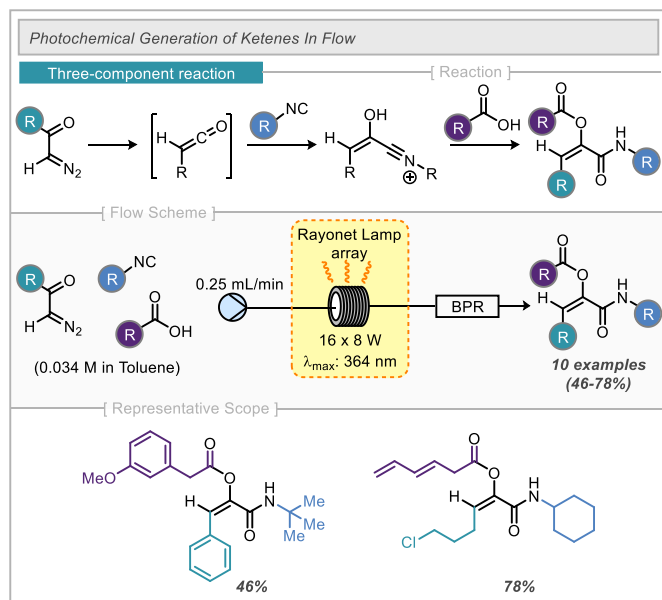 Photochemical Generation of Ketenes In Flow
Three-component reaction
[ Reaction ]
R
O
H
N₂
H
C
O
R
R
NC
OH
H
R
C
N
⊕
R
O
R
OH
O
R
O
H
N
H
R
O
R
[ Flow Scheme ]
R
O
H
N₂
R
NC
O
R
OH
(0.034 M in Toluene)
0.25 mL/min
Rayonet Lamp
array
16 x 8 W
λmax: 364 nm
BPR
O
R
O
H
N
H
R
O
R
10 examples
(46-78%)
[ Representative Scope ]
MeO
O
O
H
H
N
Me
Me
Me
O
46%
O
O
H
H
N
O
Cl
78%